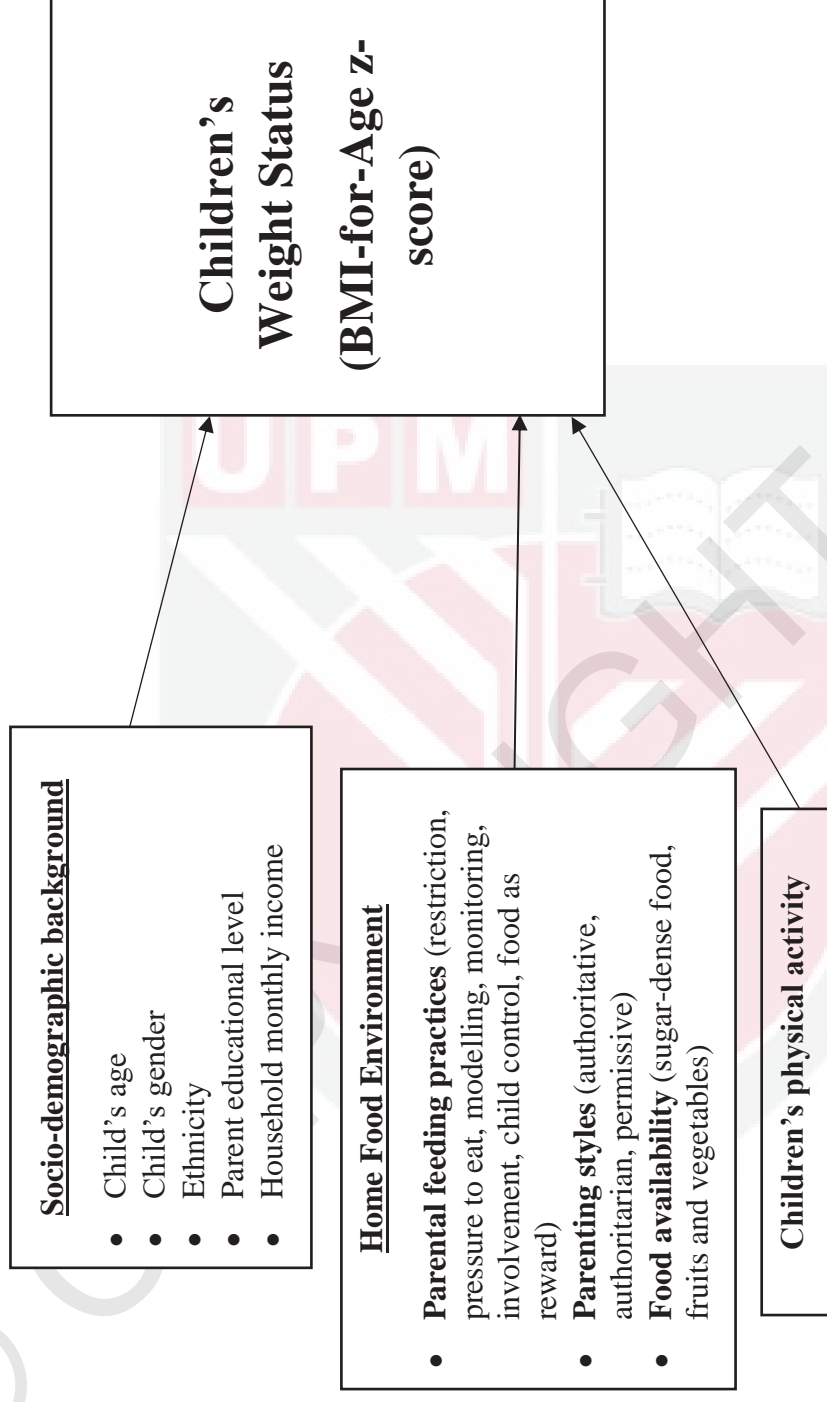 Socio-demographic background
• Child's age
• Child's gender
• Ethnicity
• Parent educational level
• Household monthly income
Home Food Environment
• Parental feeding practices (restriction,
pressure to eat, modelling, monitoring,
involvement, child control, food as
reward)
• Parenting styles (authoritative,
authoritarian, permissive)
• Food availability (sugar-dense food,
fruits and vegetables)
Children's physical activity
Children's
Weight Status
(BMI-for-Age z-
score)
UPM